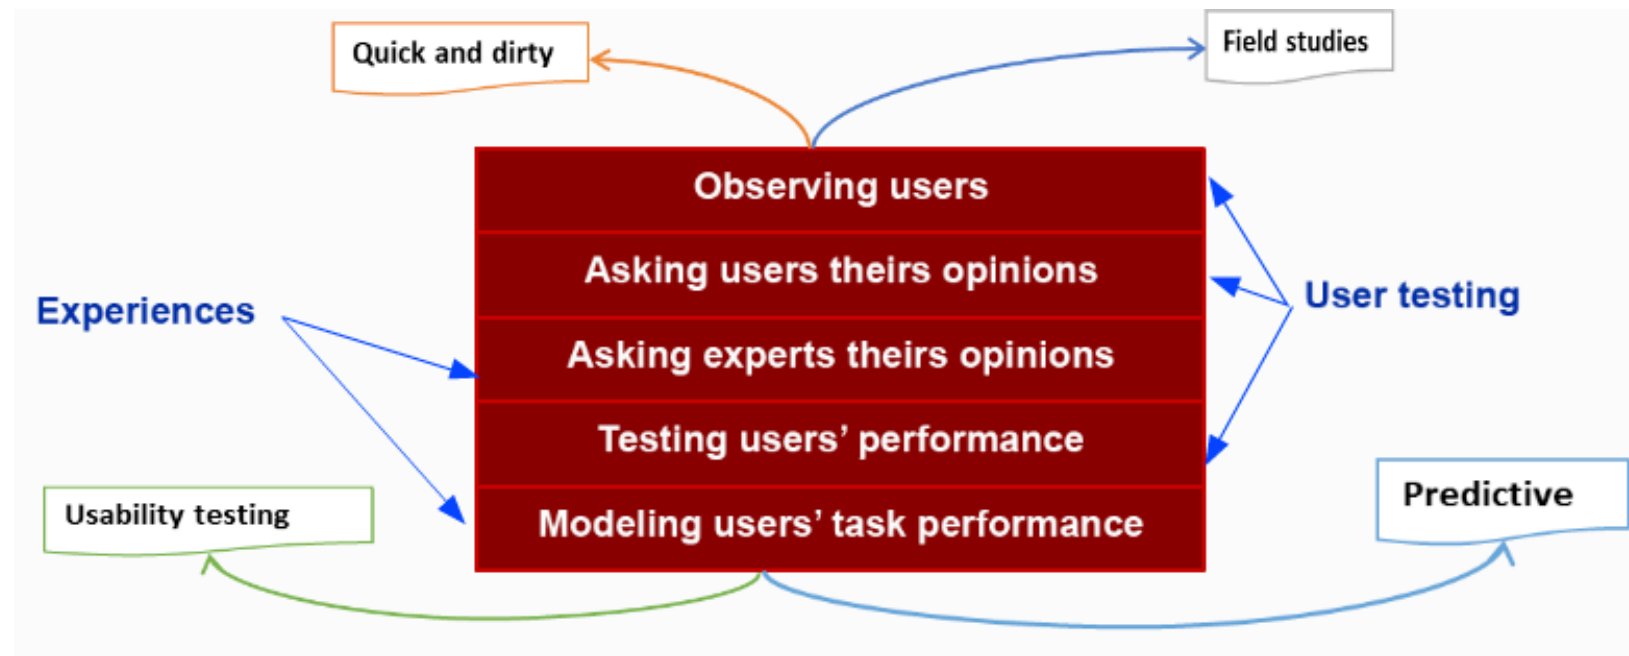 Quick and dirty
Field studies
Observing users
Asking users theirs opinions
Experiences
User testing
Asking experts theirs opinions
Testing users’ performance
Usability testing
Predictive
Modeling users’ task performance